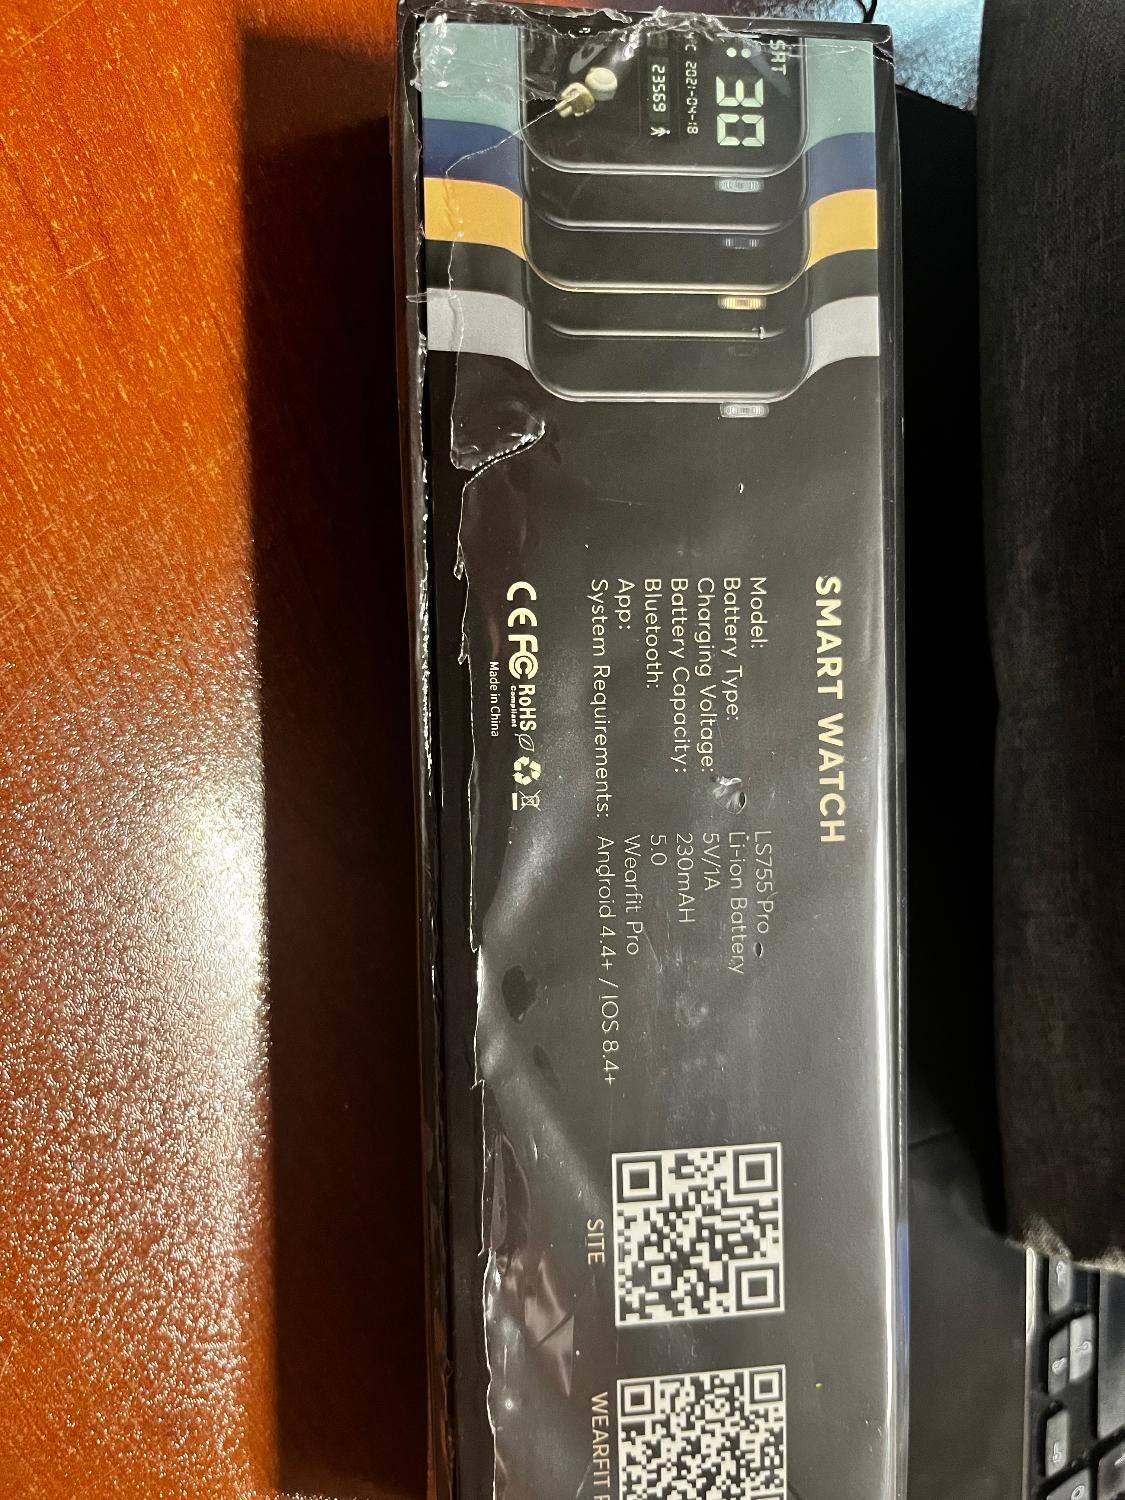 SAT
:30
°C 2021-04-18
23569
SMART WATCH
Model: LS755 Pro
Battery Type: Li-ion Battery
Charging Voltage: 5V/1A
Battery Capacity: 230mAH
Bluetooth: 5.0
App: Wearfit Pro
System Requirements: Android 4.4+ / IOS 8.4+
CE FC RoHS
Compliant
Made in China
SITE
WEARFIT P